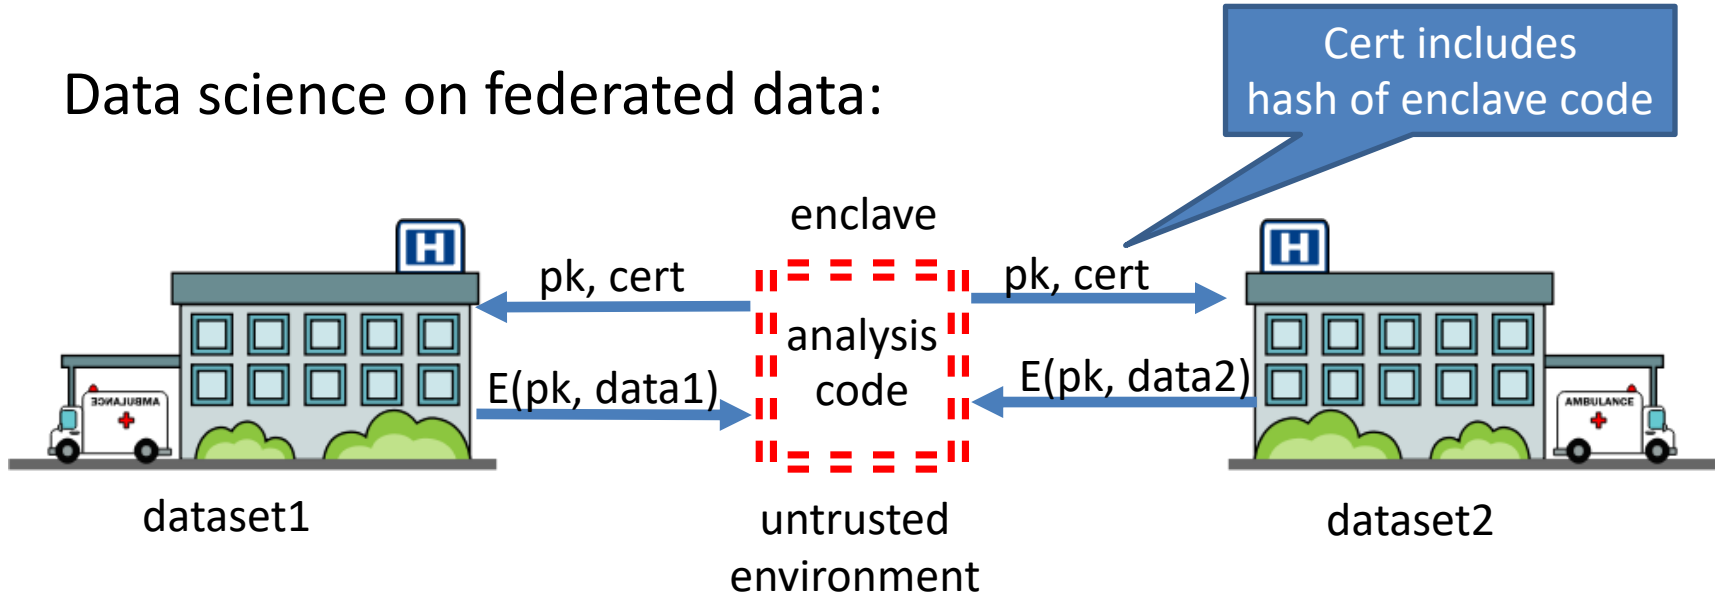 Cert includes
hash of enclave code
Data science on federated data:
enclave
H
H
pk, cert
pk, cert
analysis
code
E(pk, data1)
E(pk, data2)
AMBULANCE
AMBULANCE
dataset1
untrusted
environment
dataset2